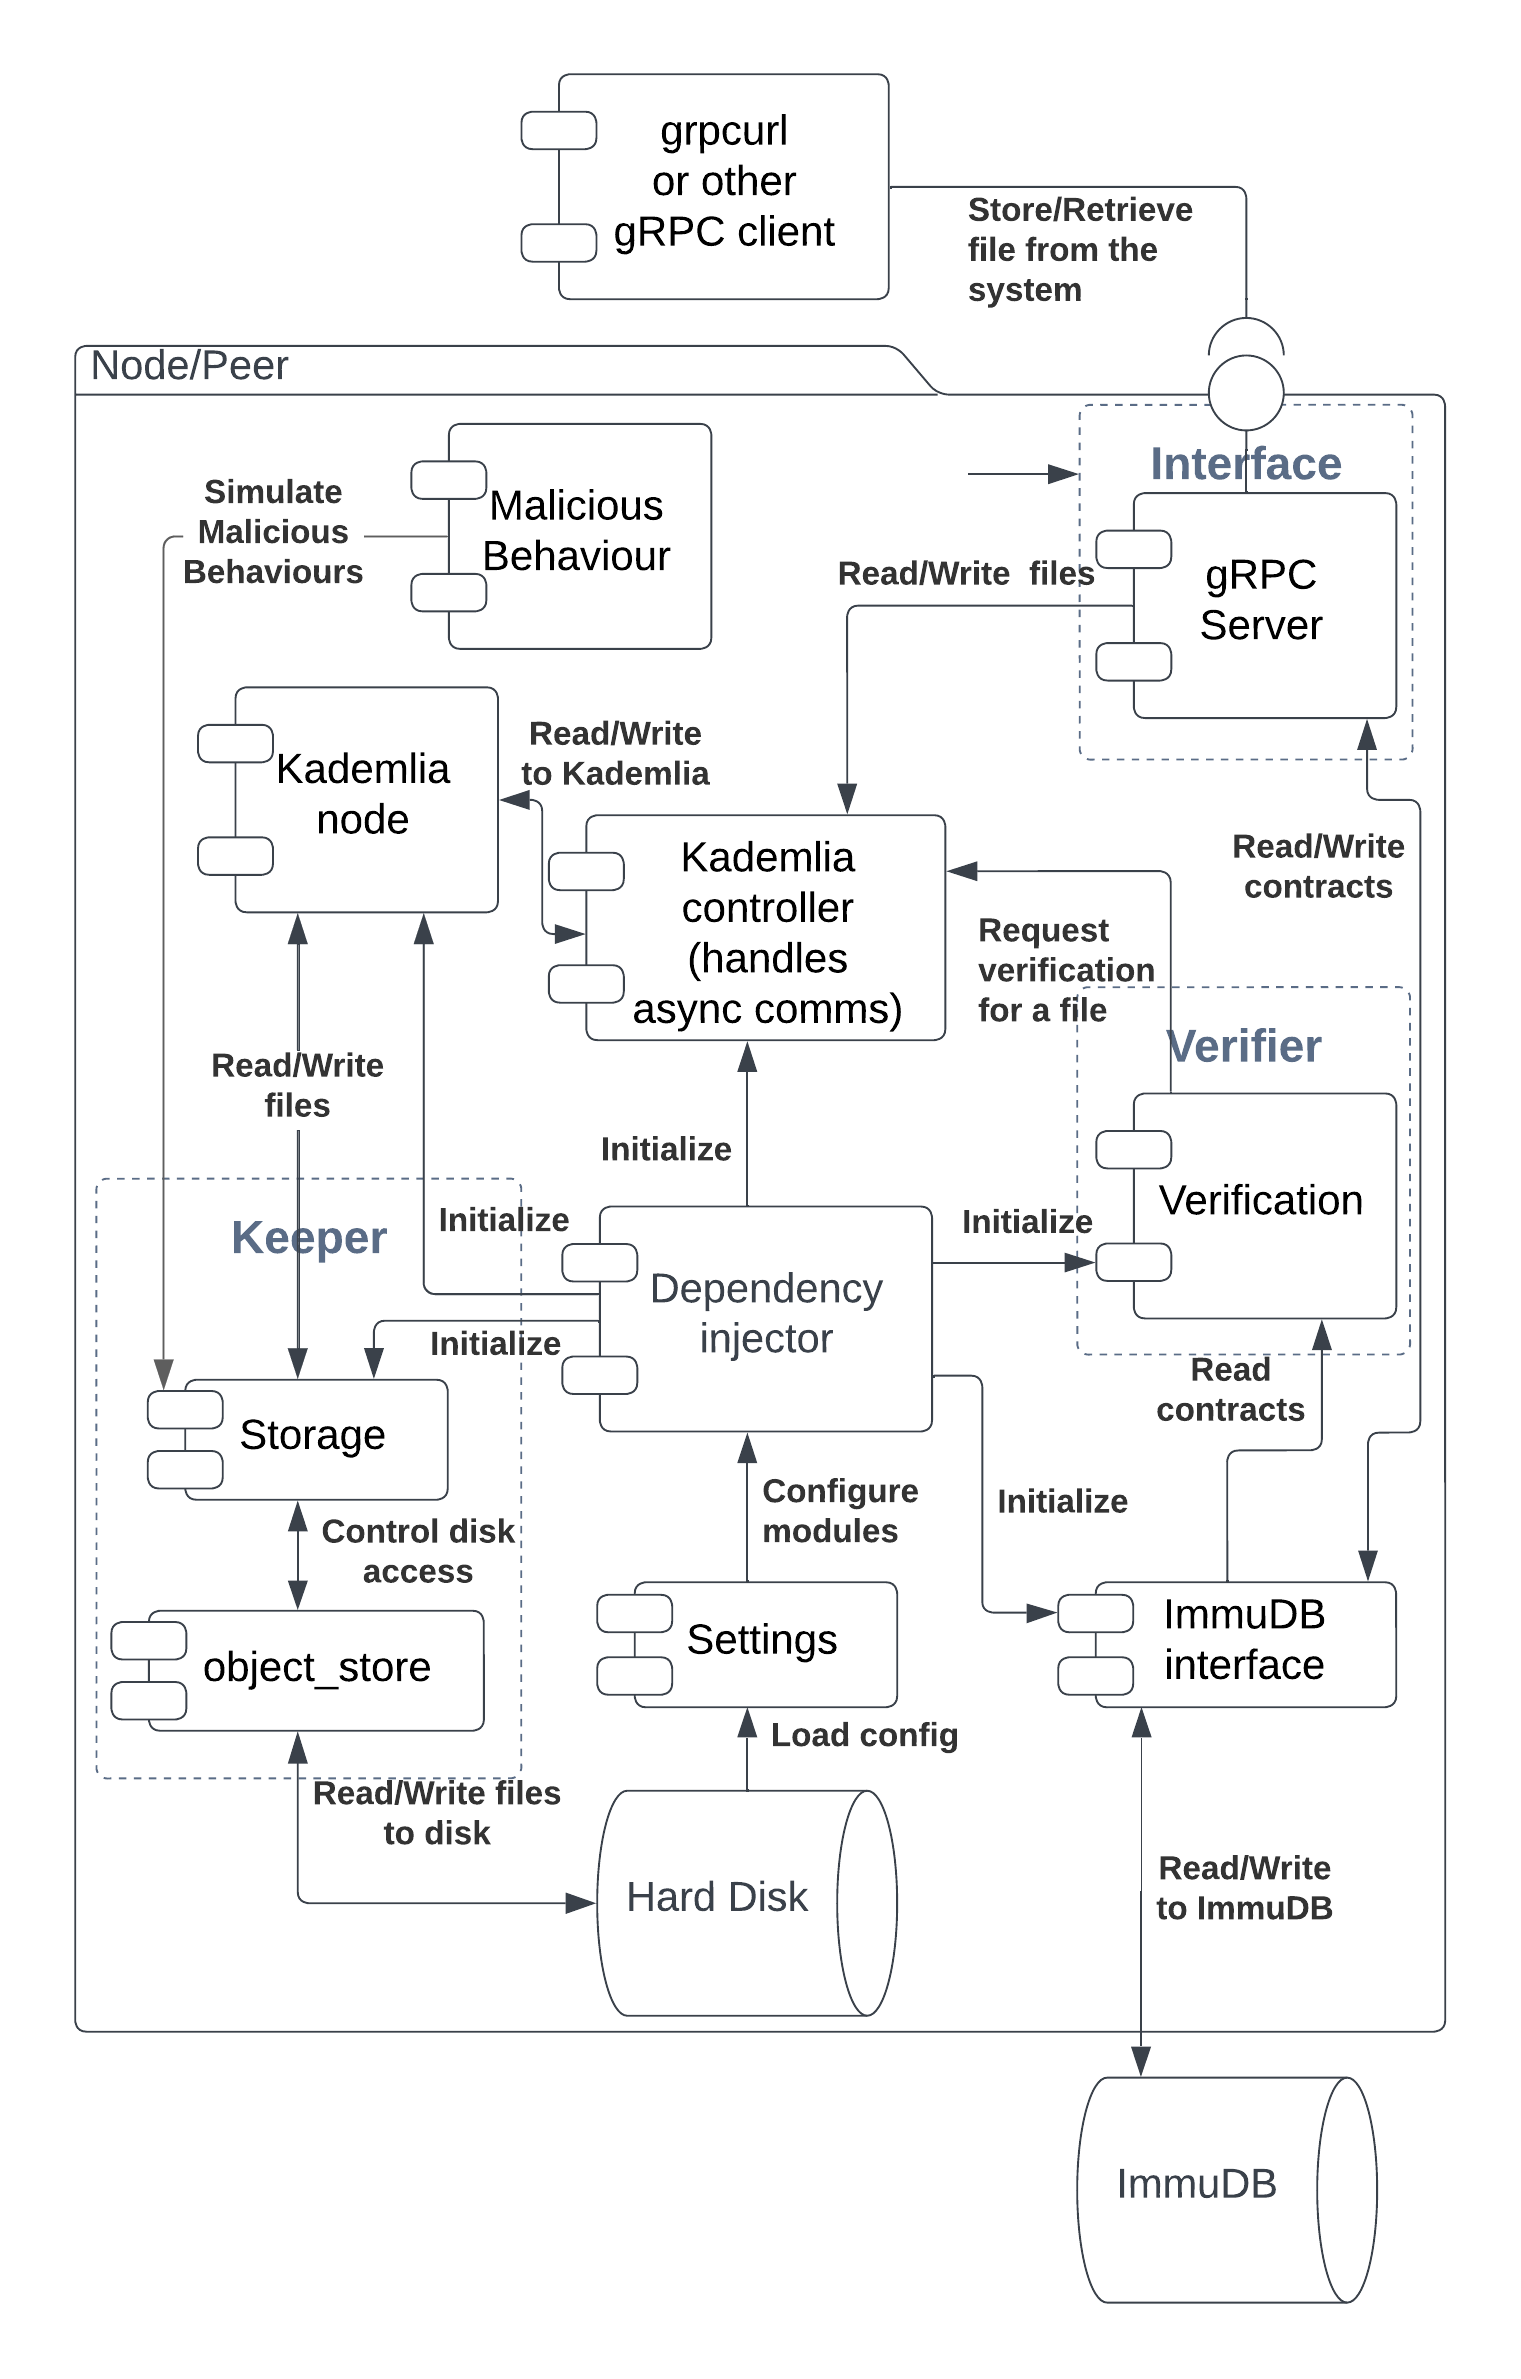 grpcurl
or other
gRPC client
Store/Retrieve
file from the
system
Node/Peer
Simulate
Malicious
Behaviours
Malicious
Behaviour
Interface
Read/Write  files
gRPC
Server
Kademlia
node
Read/Write
to Kademlia
Kademlia
controller
(handles
async comms)
Read/Write
contracts
Request
verification
for a file
Verifier
Read/Write
files
Initialize
Verification
Keeper
Initialize
Initialize
Dependency
injector
Initialize
Read
contracts
Storage
Configure
modules
Initialize
Control disk
access
object_store
Settings
ImmuDB
interface
Load config
Read/Write files
to disk
Hard Disk
Read/Write
to ImmuDB
ImmuDB